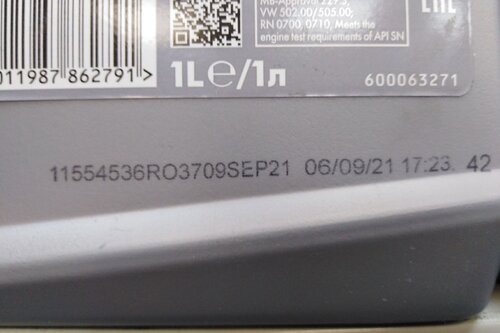 MB-Approval 229.5,
VW 502.00/505.00;
RN 0700, 0710, Meets the
engine test requirements of API SN
EAC
011987 862791>
1L℮/1л
600063271
11554536RO3709SEP21 06/09/21 17:23 42